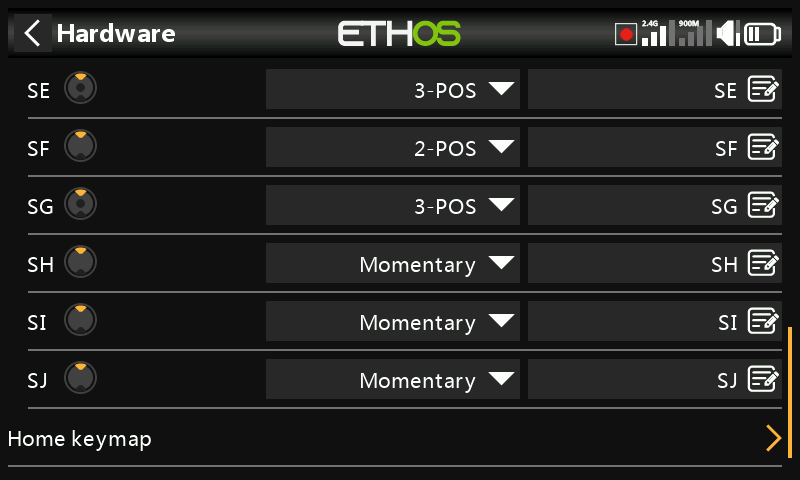 Hardware ETHOS 2.4G 900M
SE 3-POS SE
SF 2-POS SF
SG 3-POS SG
SH Momentary SH
SI Momentary SI
SJ Momentary SJ
Home keymap